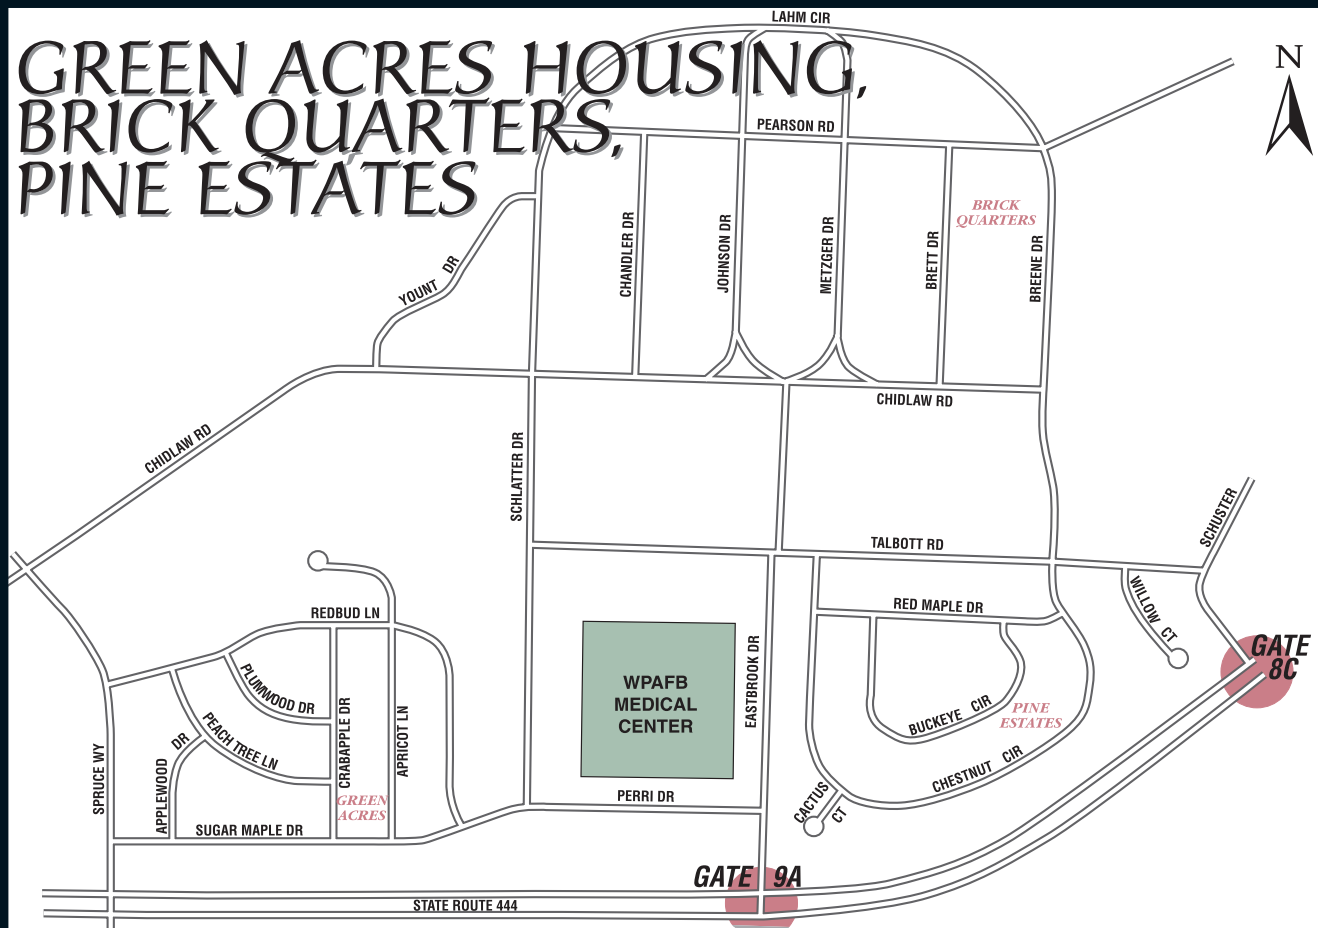 LAHM CIR
GREEN ACRES HOUSING,
BRICK QUARTERS,
PINE ESTATES
N
PEARSON RD
BRICK
QUARTERS
CHANDLER DR
JOHNSON DR
METZGER DR
BRETT DR
BREENE DR
YOUNT DR
CHIDLAW RD
CHIDLAW RD
SCHLATTER DR
SCHUSTER
TALBOTT RD
WILLOW CT
RED MAPLE DR
REDBUD LN
GATE
8C
WPAFB
MEDICAL
CENTER
EASTBROOK DR
PLUMWOOD DR
PEACH TREE LN
CRABAPPLE DR
APRICOT LN
BUCKEYE CIR
PINE
ESTATES
SPRUCE WY
APPLEWOOD DR
CHESTNUT CIR
GREEN
ACRES
PERRI DR
CACTUS CT
SUGAR MAPLE DR
GATE 9A
STATE ROUTE 444